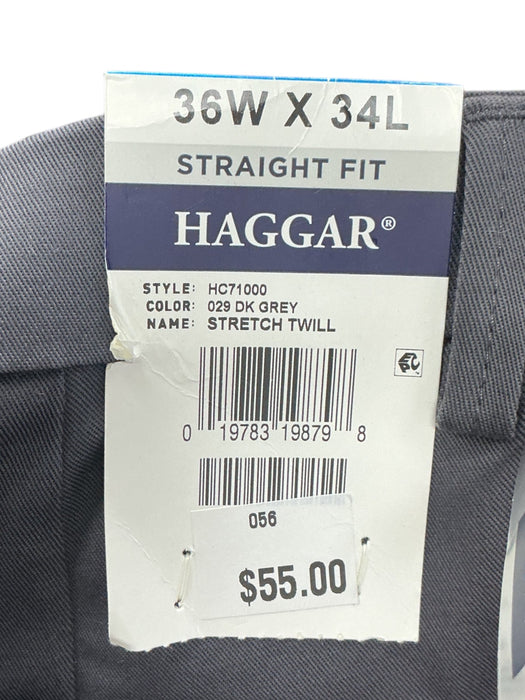 36W X 34L
STRAIGHT FIT
HAGGAR®
STYLE: HC71000
COLOR: 029 DK GREY
NAME: STRETCH TWILL
0 19783 19879 8
056
$55.00